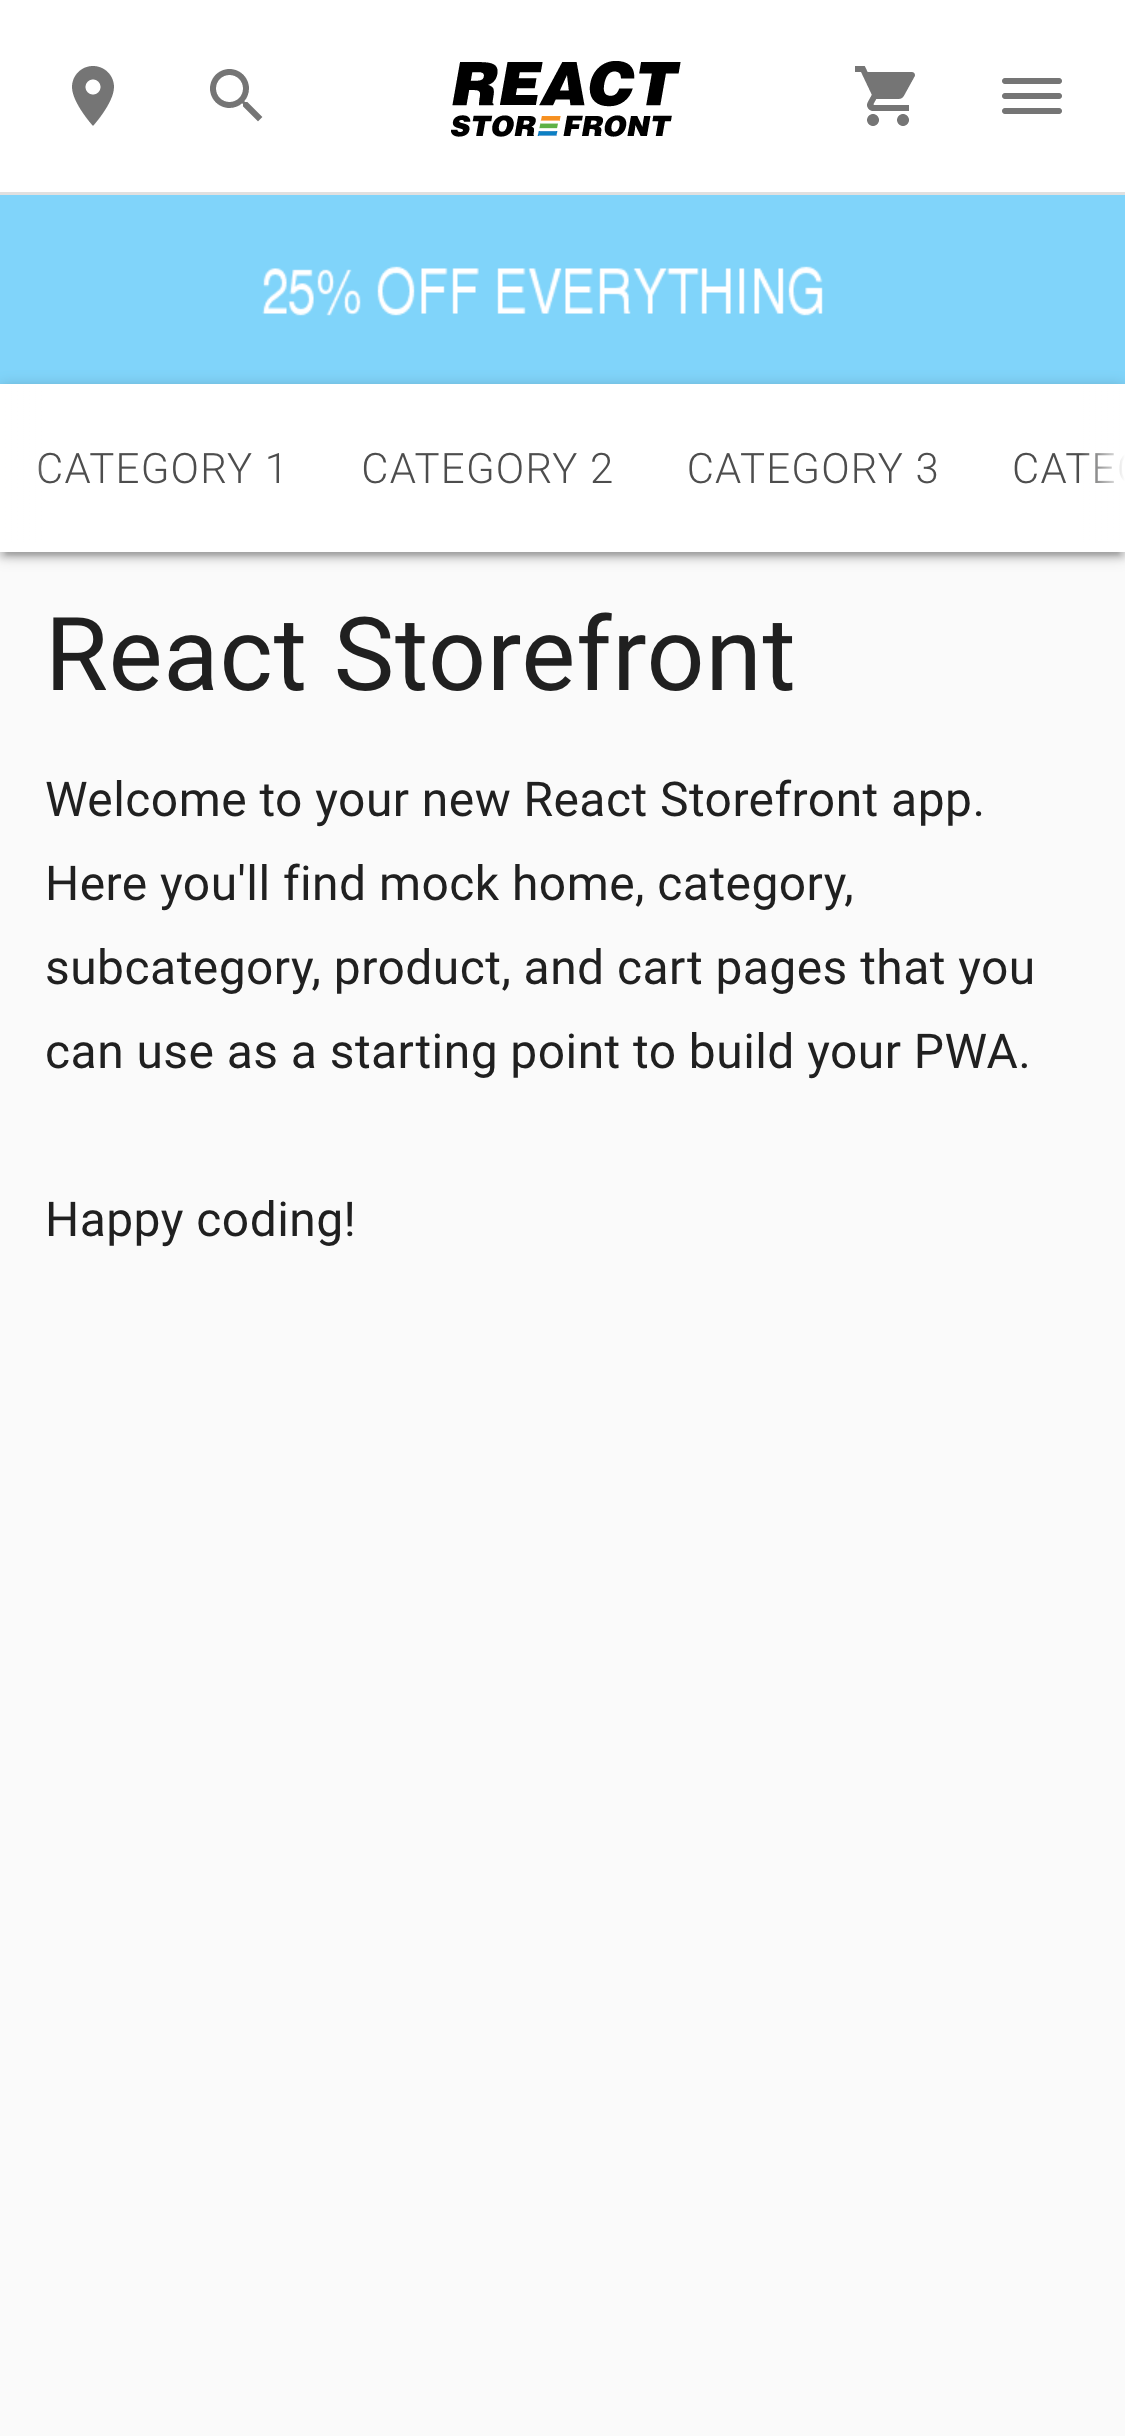 REACT
STOREFRONT
25% OFF EVERYTHING
CATEGORY 1 CATEGORY 2 CATEGORY 3
React Storefront
Welcome to your new React Storefront app.
Here you'll find mock home, category,
subcategory, product, and cart pages that you
can use as a starting point to build your PWA.
Happy coding!